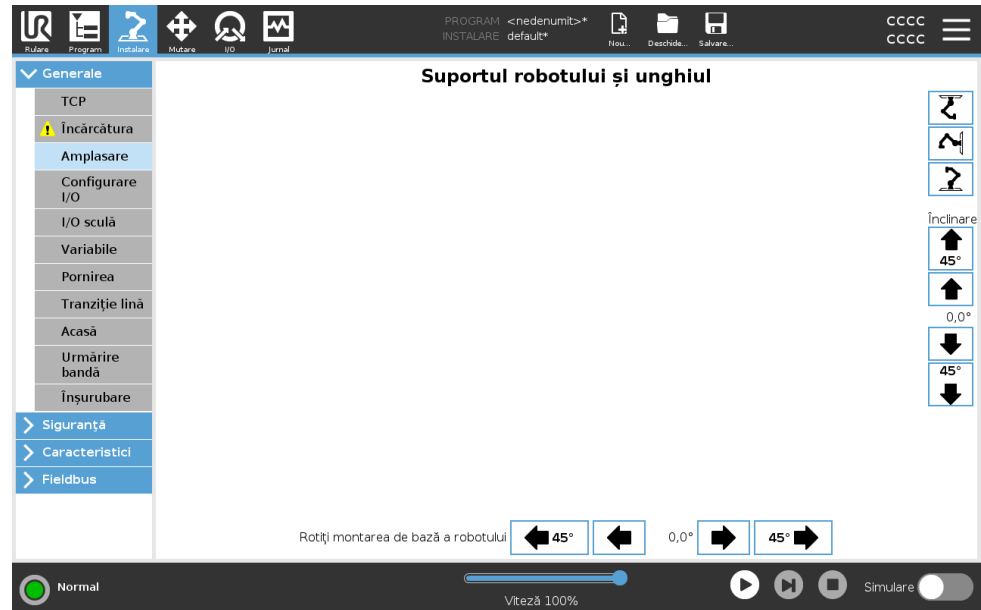 PROGRAM <nedenumit>*
INSTALARE default*
cccc
cccc
Rulare Program Instalare Mutare I/O Jurnal Nou... Deschide... Salvare...
Generale
TCP
Încărcătura
Amplasare
Configurare
I/O
I/O sculă
Variabile
Pornirea
Tranziție lină
Acasă
Urmărire
bandă
Înșurubare
Siguranță
Caracteristici
Fieldbus
Suportul robotului și unghiul
Înclinare
45°
0,0°
45°
Rotiți montarea de bază a robotului 45° 0,0° 45°
Normal
Viteză 100%
Simulare